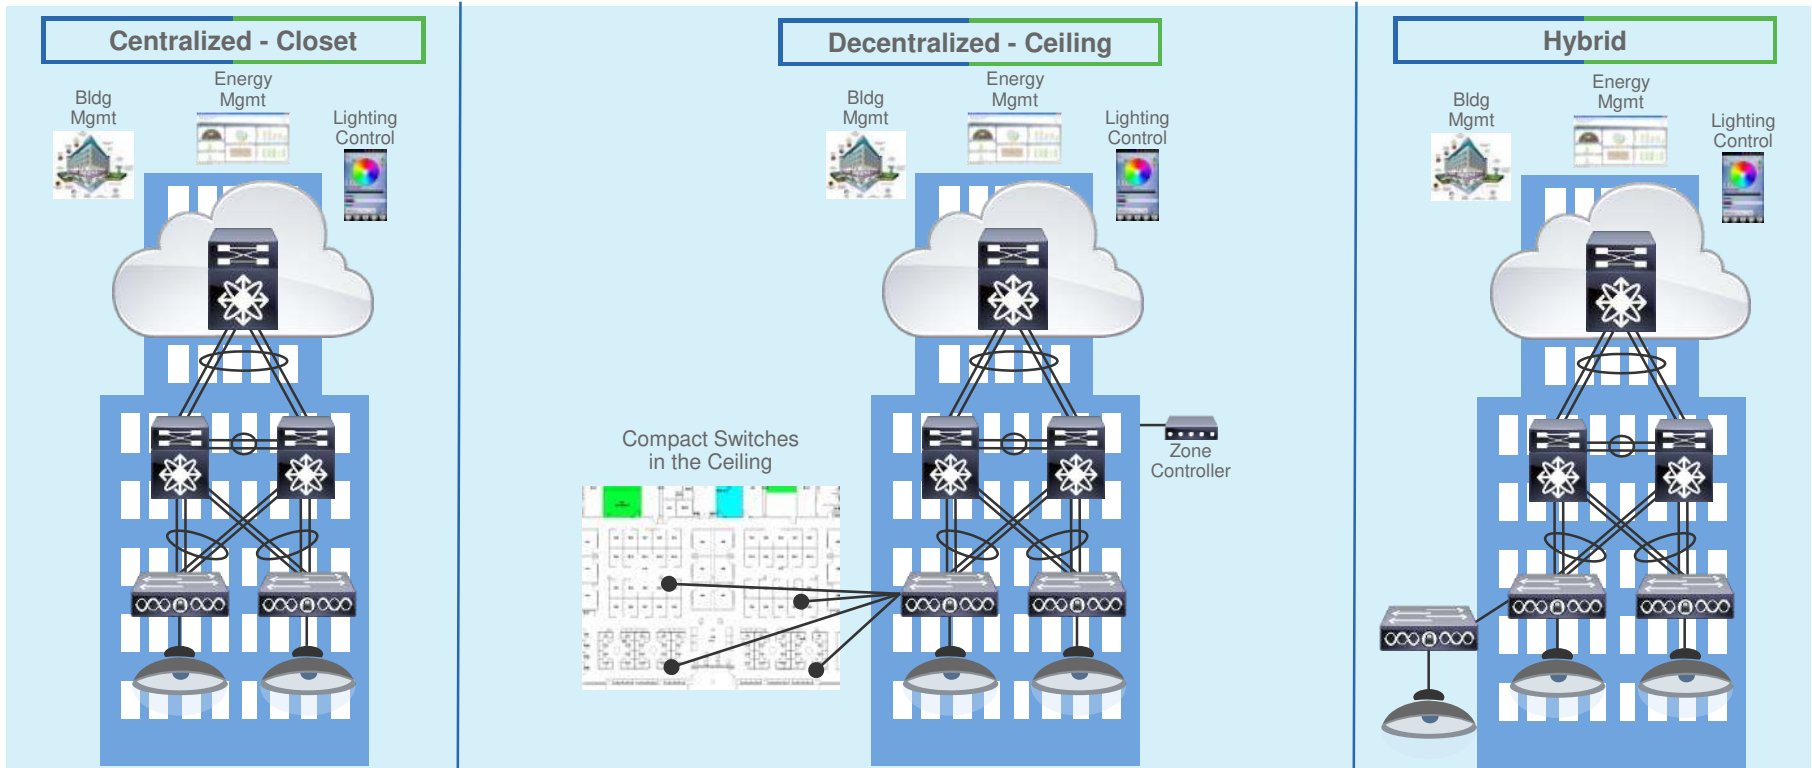 Centralized - Closet
Energy
Mgmt
Bldg
Mgmt
Lighting
Control
Decentralized - Ceiling
Energy
Mgmt
Bldg
Mgmt
Lighting
Control
Compact Switches
in the Ceiling
Zone
Controller
Hybrid
Energy
Mgmt
Bldg
Mgmt
Lighting
Control